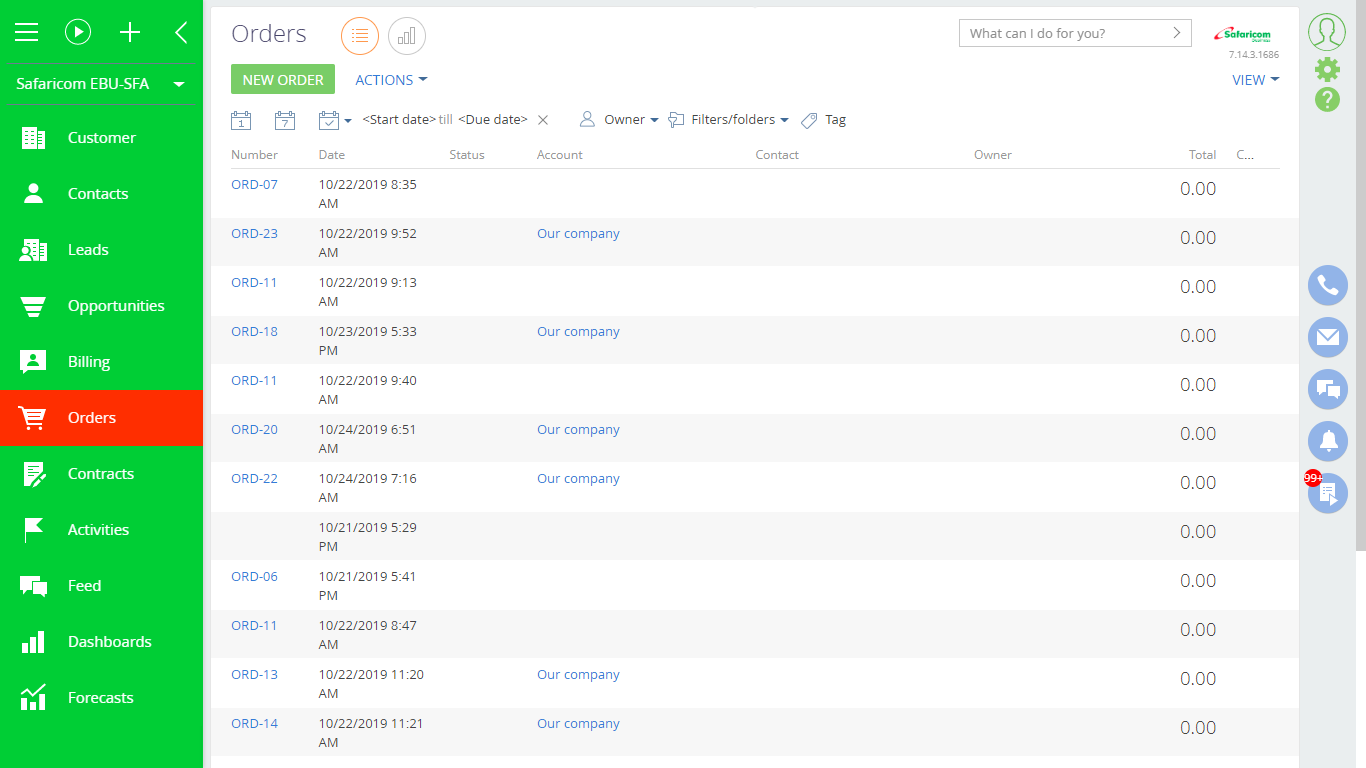 Orders
What can I do for you?
Safaricom
7.14.3.1686
Safaricom EBU-SFA
NEW ORDER
ACTIONS
VIEW
1
7
<Start date> till <Due date>
Owner
Filters/folders
Tag
Customer
Contacts
Leads
Opportunities
Billing
Orders
Contracts
Activities
Feed
Dashboards
Forecasts
Number Date Status Account Contact Owner Total C...
ORD-07 10/22/2019 8:35 0.00
AM
ORD-23 10/22/2019 9:52 Our company 0.00
AM
ORD-11 10/22/2019 9:13 0.00
AM
ORD-18 10/23/2019 5:33 Our company 0.00
PM
ORD-11 10/22/2019 9:40 0.00
AM
ORD-20 10/24/2019 6:51 Our company 0.00
AM
ORD-22 10/24/2019 7:16 Our company 0.00
AM
10/21/2019 5:29 0.00
PM
ORD-06 10/21/2019 5:41 0.00
PM
ORD-11 10/22/2019 8:47 0.00
AM
ORD-13 10/22/2019 11:20 Our company 0.00
AM
ORD-14 10/22/2019 11:21 Our company 0.00
AM
?
99+